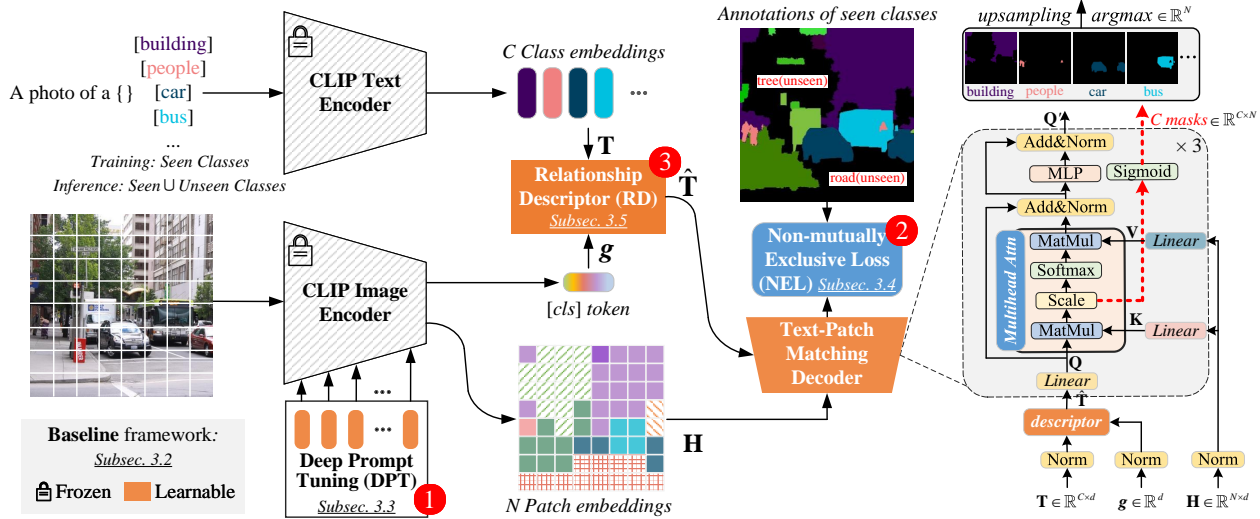 [building]
[people]
A photo of a {} [car]
[bus]
...
Training: Seen Classes
Inference: Seen∪Unseen Classes
CLIP Text
Encoder
C Class embeddings
...
T
Relationship
Descriptor (RD)
Subsec. 3.5
3
T̂
g
[cls] token
CLIP Image
Encoder
...
...
Deep Prompt
Tuning (DPT)
Subsec. 3.3
1
Baseline framework:
Subsec. 3.2
Frozen
Learnable
N Patch embeddings
H
Annotations of seen classes
tree(unseen)
road(unseen)
Non-mutually
Exclusive Loss
(NEL) Subsec. 3.4
2
Text-Patch
Matching
Decoder
upsampling argmax ∈ ℝ^N
...
building people car bus
Q'
C masks ∈ ℝ^{C×N}
× 3
Add&Norm
MLP
Sigmoid
Add&Norm
Multihead Attn
MatMul
V
Linear
Softmax
Scale
MatMul
K
Linear
Q
Linear
T̂
descriptor
Norm Norm Norm
T ∈ ℝ^{C×d} g ∈ ℝ^d H ∈ ℝ^{N×d}